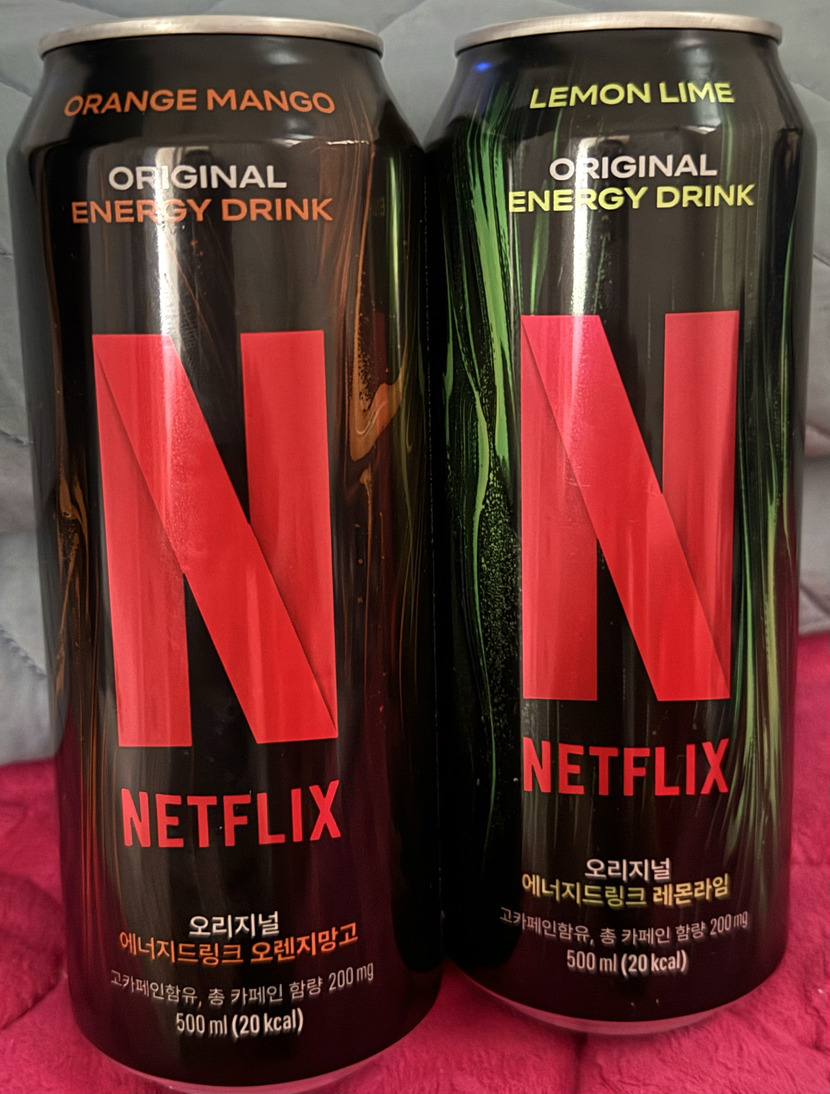 ORANGE MANGO
ORIGINAL
ENERGY DRINK
N
NETFLIX
오리지널
에너지드링크 오렌지망고
고카페인함유, 총 카페인 함량 200 mg
500 ml (20 kcal)
LEMON LIME
ORIGINAL
ENERGY DRINK
N
NETFLIX
오리지널
에너지드링크 레몬라임
고카페인함유, 총 카페인 함량 200 mg
500 ml (20 kcal)